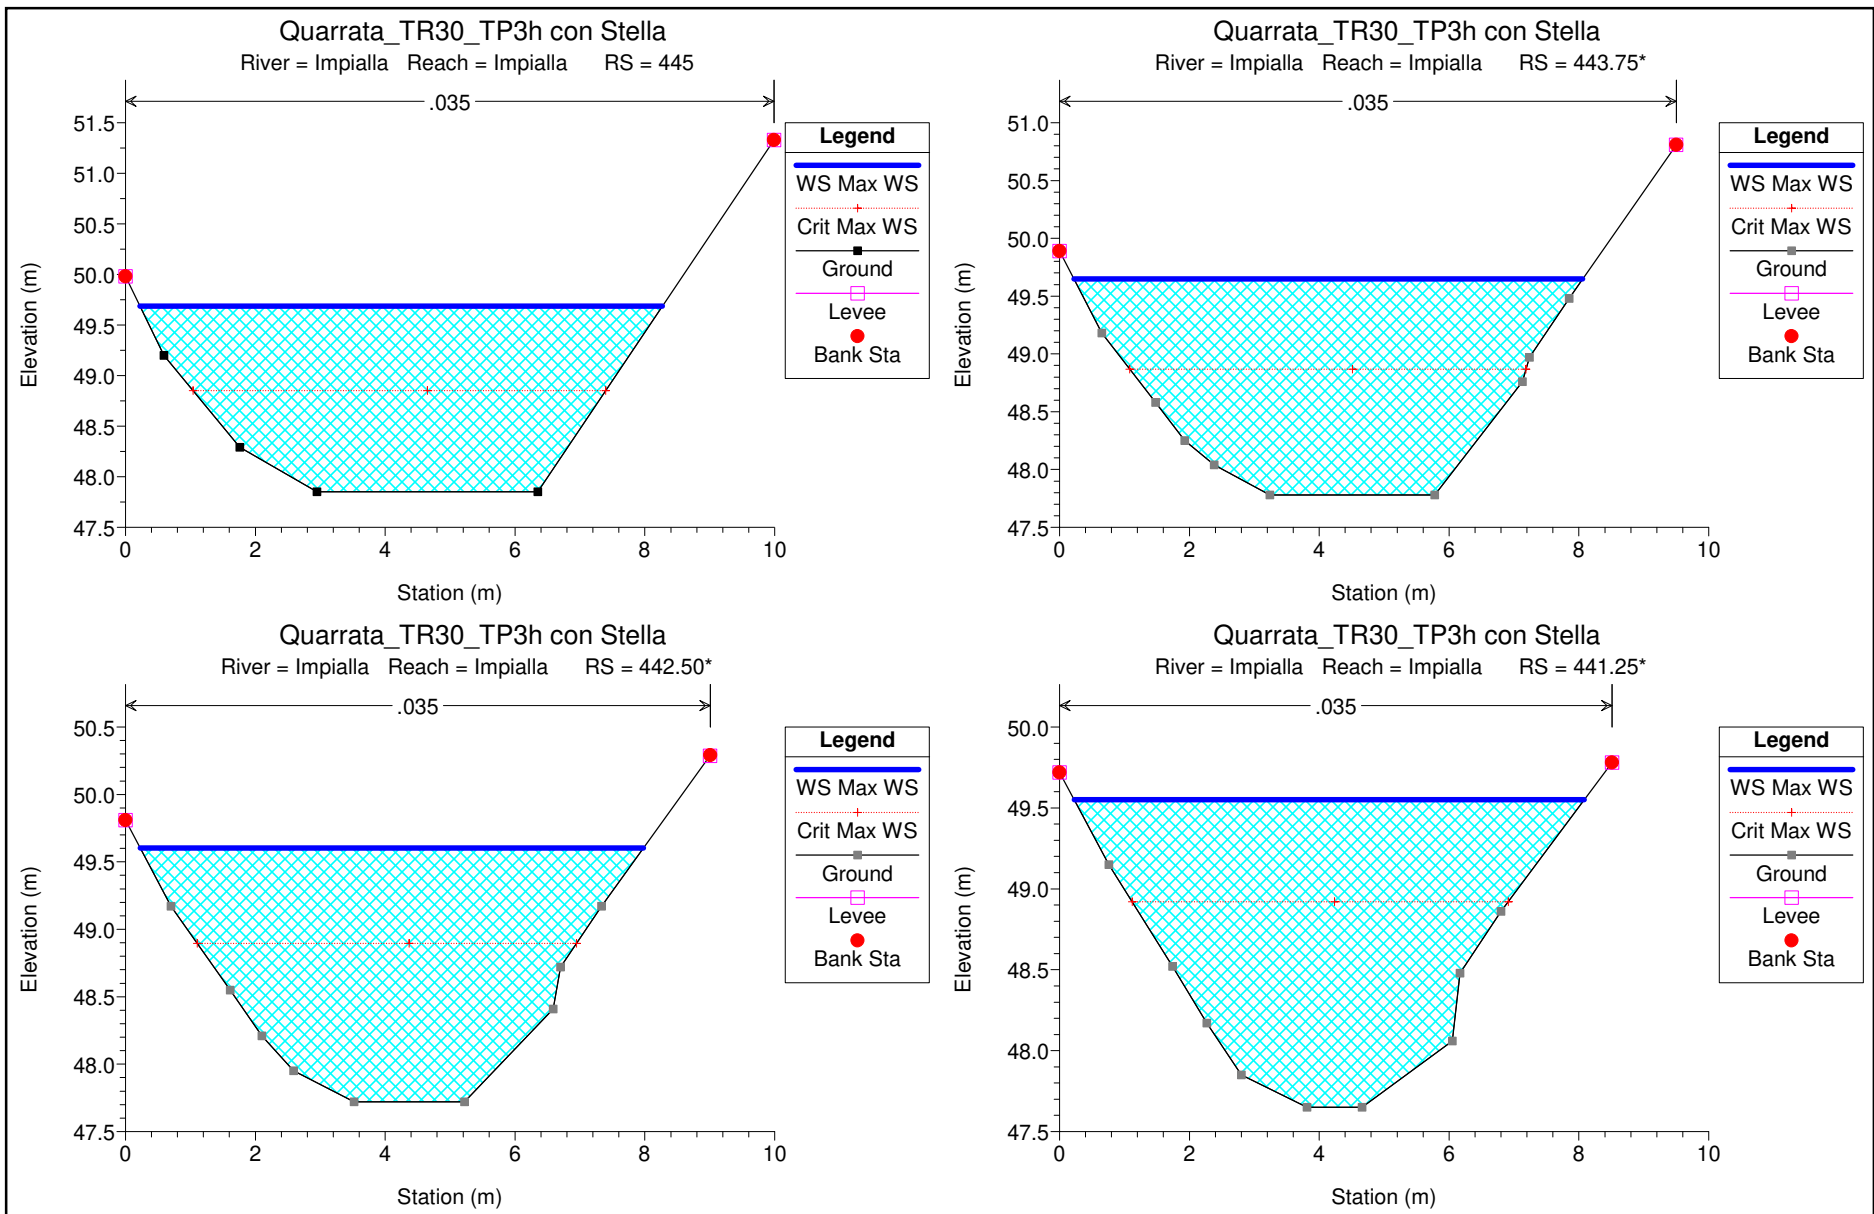 Quarrata_TR30_TP3h con Stella
River = Impialla Reach = Impialla RS = 445
.035
51.5
51.0
50.5
50.0
49.5
49.0
48.5
48.0
47.5
0 2 4 6 8 10
Station (m)
Elevation (m)
Legend
WS Max WS
Crit Max WS
Ground
Levee
Bank Sta
Quarrata_TR30_TP3h con Stella
River = Impialla Reach = Impialla RS = 443.75*
.035
51.0
50.5
50.0
49.5
49.0
48.5
48.0
47.5
0 2 4 6 8 10
Station (m)
Elevation (m)
Legend
WS Max WS
Crit Max WS
Ground
Levee
Bank Sta
Quarrata_TR30_TP3h con Stella
River = Impialla Reach = Impialla RS = 442.50*
.035
50.5
50.0
49.5
49.0
48.5
48.0
47.5
0 2 4 6 8 10
Station (m)
Elevation (m)
Legend
WS Max WS
Crit Max WS
Ground
Levee
Bank Sta
Quarrata_TR30_TP3h con Stella
River = Impialla Reach = Impialla RS = 441.25*
.035
50.0
49.5
49.0
48.5
48.0
47.5
0 2 4 6 8 10
Station (m)
Elevation (m)
Legend
WS Max WS
Crit Max WS
Ground
Levee
Bank Sta